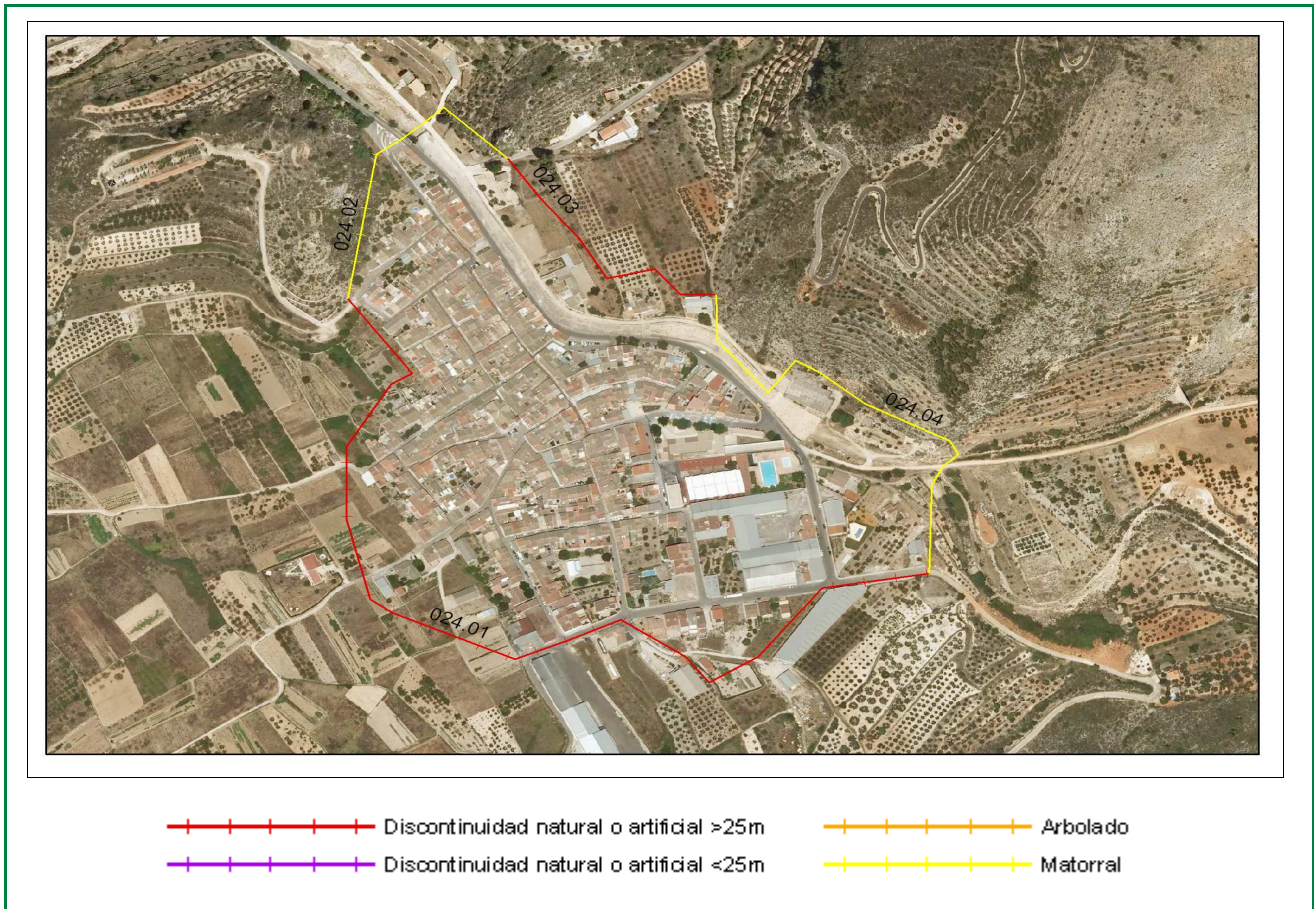 024.02
024.03
024.04
024.01
Discontinuidad natural o artificial >25m
Arbolado
Discontinuidad natural o artificial <25m
Matorral